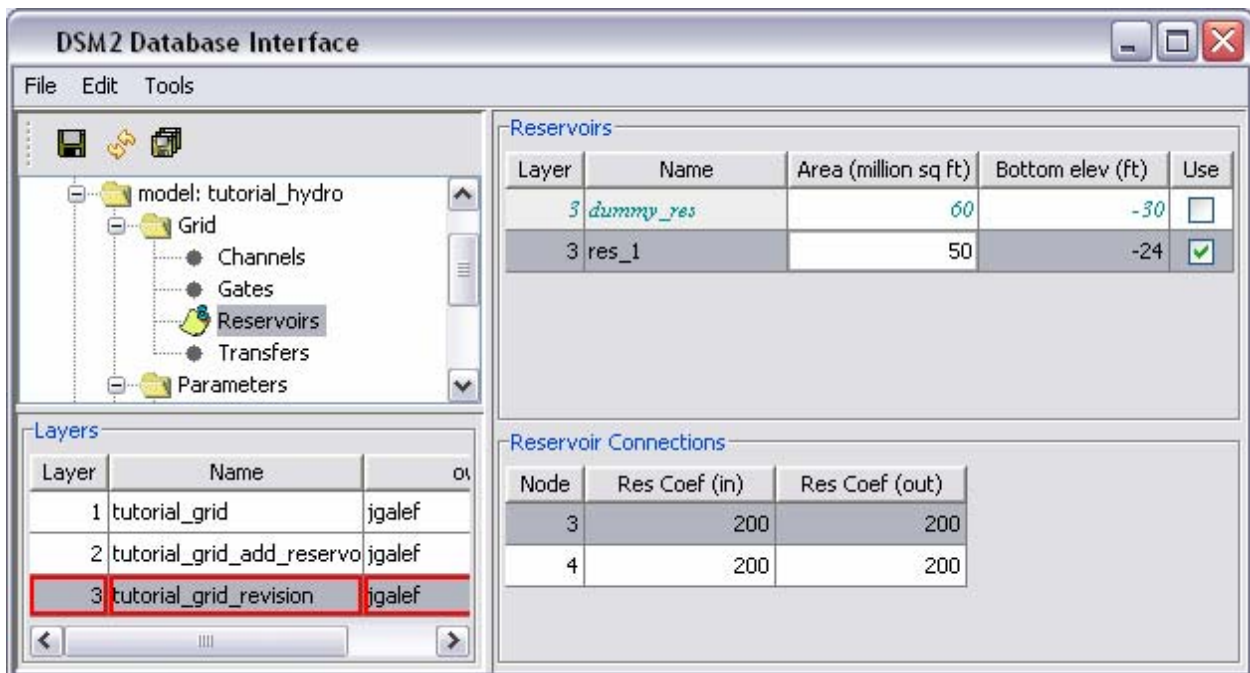 DSM2 Database Interface
File Edit Tools
model: tutorial_hydro
Grid
Channels
Gates
Reservoirs
Transfers
Parameters
Layers
Layer Name
1 tutorial_grid jgalef
2 tutorial_grid_add_reservo jgalef
3 tutorial_grid_revision jgalef
Reservoirs
Layer Name Area (million sq ft) Bottom elev (ft) Use
3 dummy_res 60 -30
3 res_1 50 -24
Reservoir Connections
Node Res Coef (in) Res Coef (out)
3 200 200
4 200 200